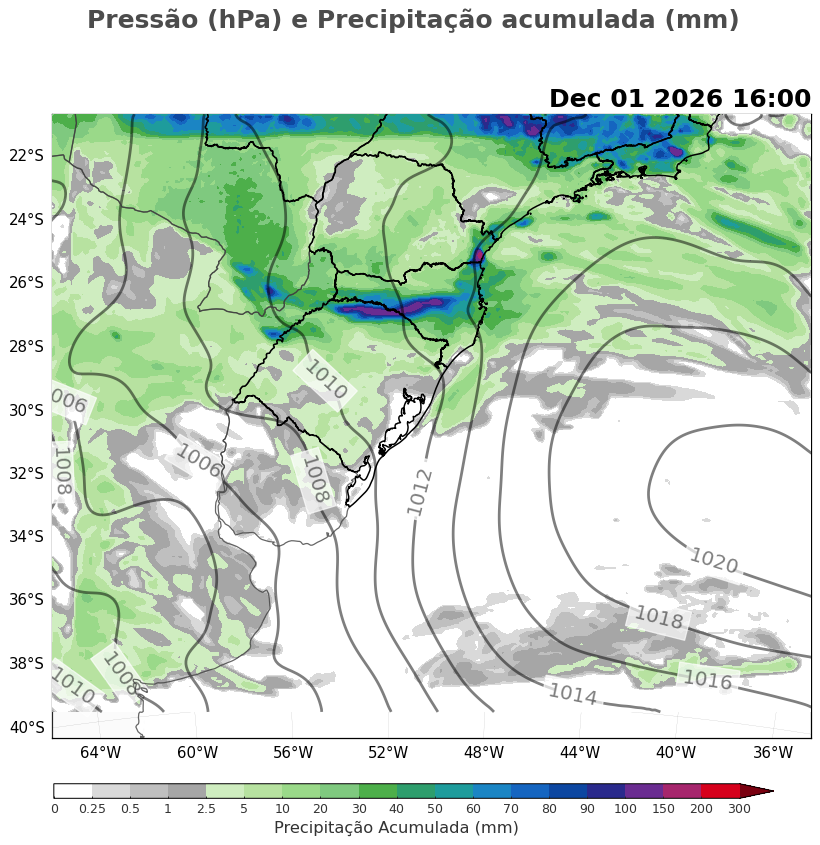 Pressão (hPa) e Precipitação acumulada (mm)
Dec 01 2026 16:00
22°S
24°S
26°S
28°S
30°S
32°S
34°S
36°S
38°S
40°S
1010
006
1006
1008
1008
1012
1020
1018
1016
1014
1008
1010
64°W 60°W 56°W 52°W 48°W 44°W 40°W 36°W
0 0.25 0.5 1 2.5 5 10 20 30 40 50 60 70 80 90 100 150 200 300
Precipitação Acumulada (mm)